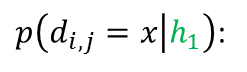 p(d_{i,j} = x|h_1):